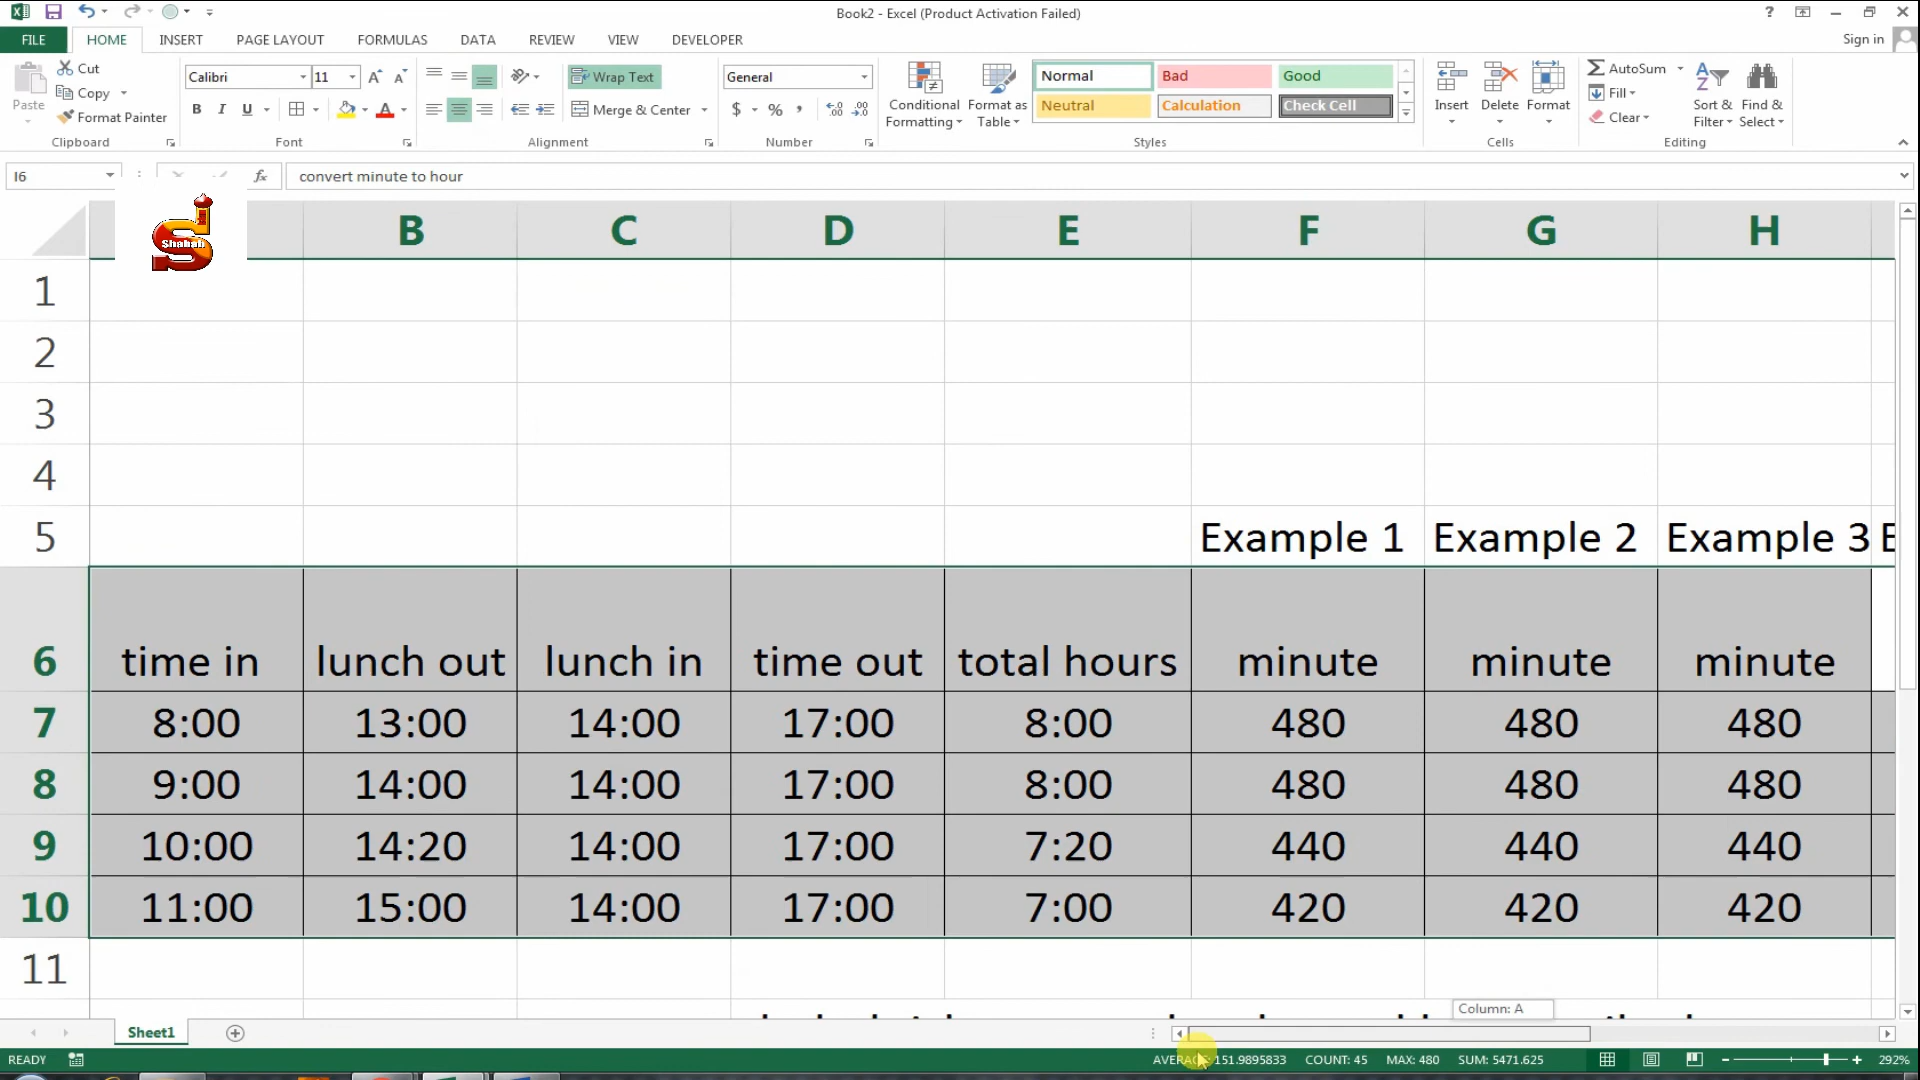 Book2 - Excel (Product Activation Failed)
FILE HOME INSERT PAGE LAYOUT FORMULAS DATA REVIEW VIEW DEVELOPER Sign in
Paste Cut Copy Format Painter Clipboard
Calibri 11 B I U Font
Wrap Text Merge & Center Alignment
General $ % , Number
Conditional Formatting Format as Table Normal Bad Good Neutral Calculation Check Cell Styles
Insert Delete Format Cells
AutoSum Fill Clear Sort & Filter Find & Select Editing
I6 fx convert minute to hour
Shahab
B C D E F G H
1
2
3
4
5 Example 1 Example 2 Example 3 E
6 time in lunch out lunch in time out total hours minute minute minute
7 8:00 13:00 14:00 17:00 8:00 480 480 480
8 9:00 14:00 14:00 17:00 8:00 480 480 480
9 10:00 14:20 14:00 17:00 7:20 440 440 440
10 11:00 15:00 14:00 17:00 7:00 420 420 420
11
Column: A
Sheet1
READY AVERAGE: 151.9895833 COUNT: 45 MAX: 480 SUM: 5471.625 292%